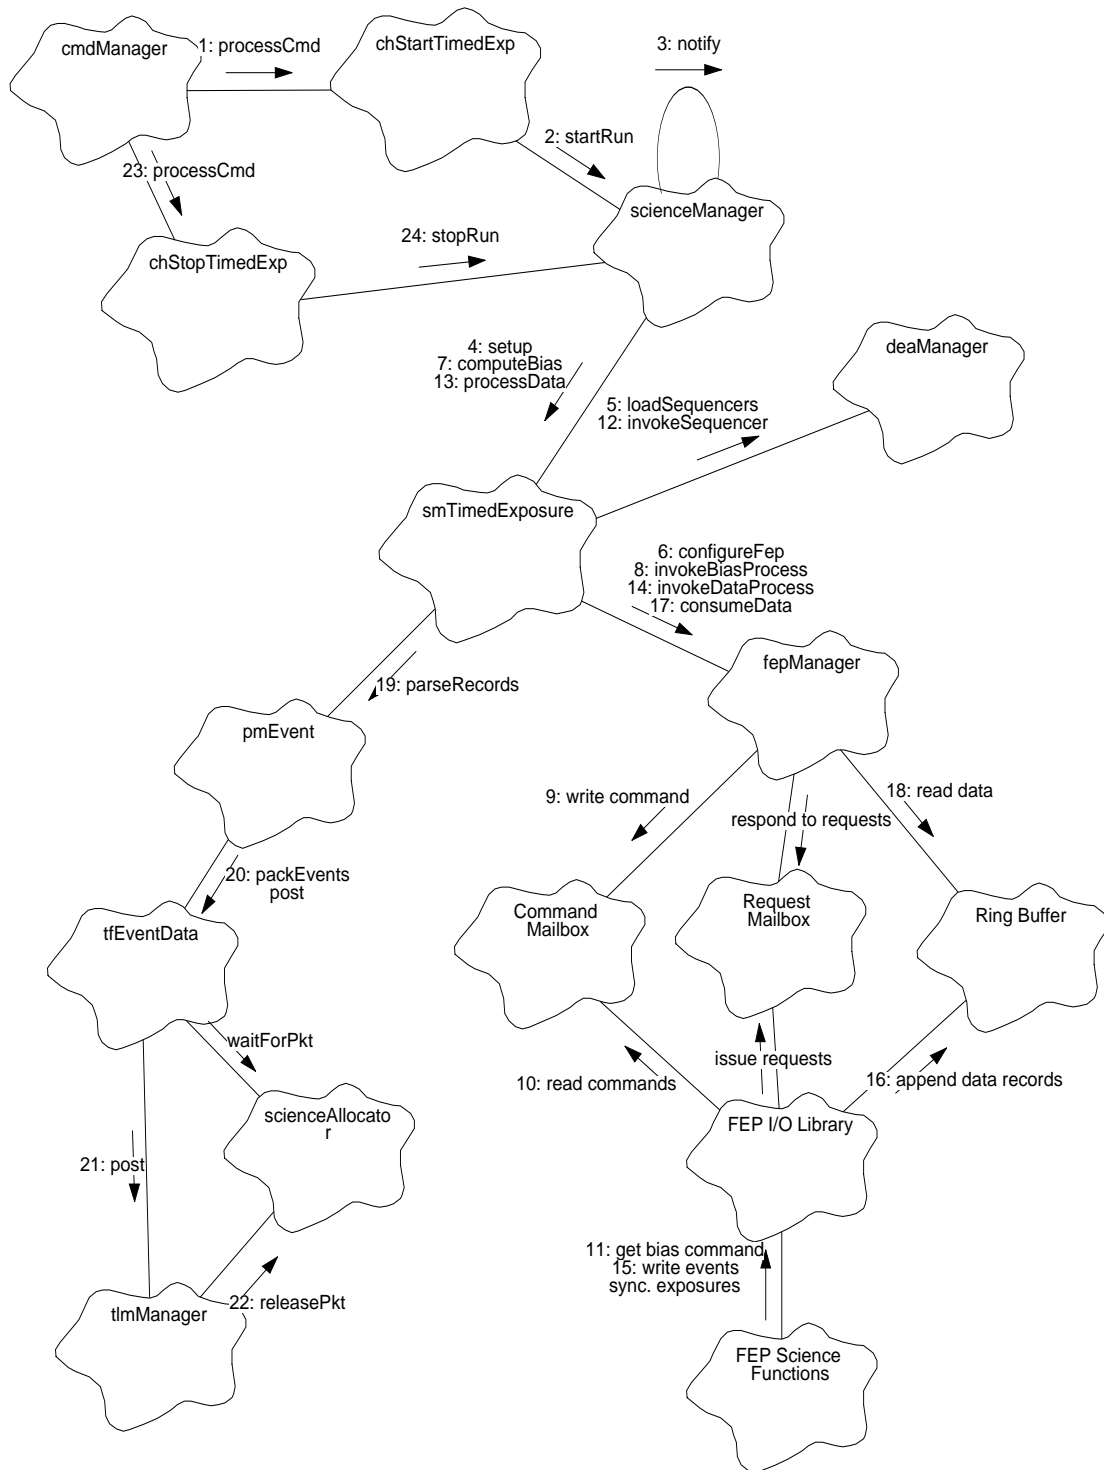 cmdManager
1: processCmd
chStartTimedExp
3: notify
2: startRun
23: processCmd
scienceManager
24: stopRun
chStopTimedExp
4: setup
7: computeBias
13: processData
deaManager
5: loadSequencers
12: invokeSequencer
smTimedExposure
6: configureFep
8: invokeBiasProcess
14: invokeDataProcess
17: consumeData
fepManager
19: parseRecords
pmEvent
9: write command
18: read data
respond to requests
20: packEvents
post
Command
Mailbox
Request
Mailbox
Ring Buffer
tfEventData
waitForPkt
issue requests
10: read commands
16: append data records
scienceAllocato
r
FEP I/O Library
21: post
11: get bias command
15: write events
sync. exposures
tlmManager
22: releasePkt
FEP Science
Functions